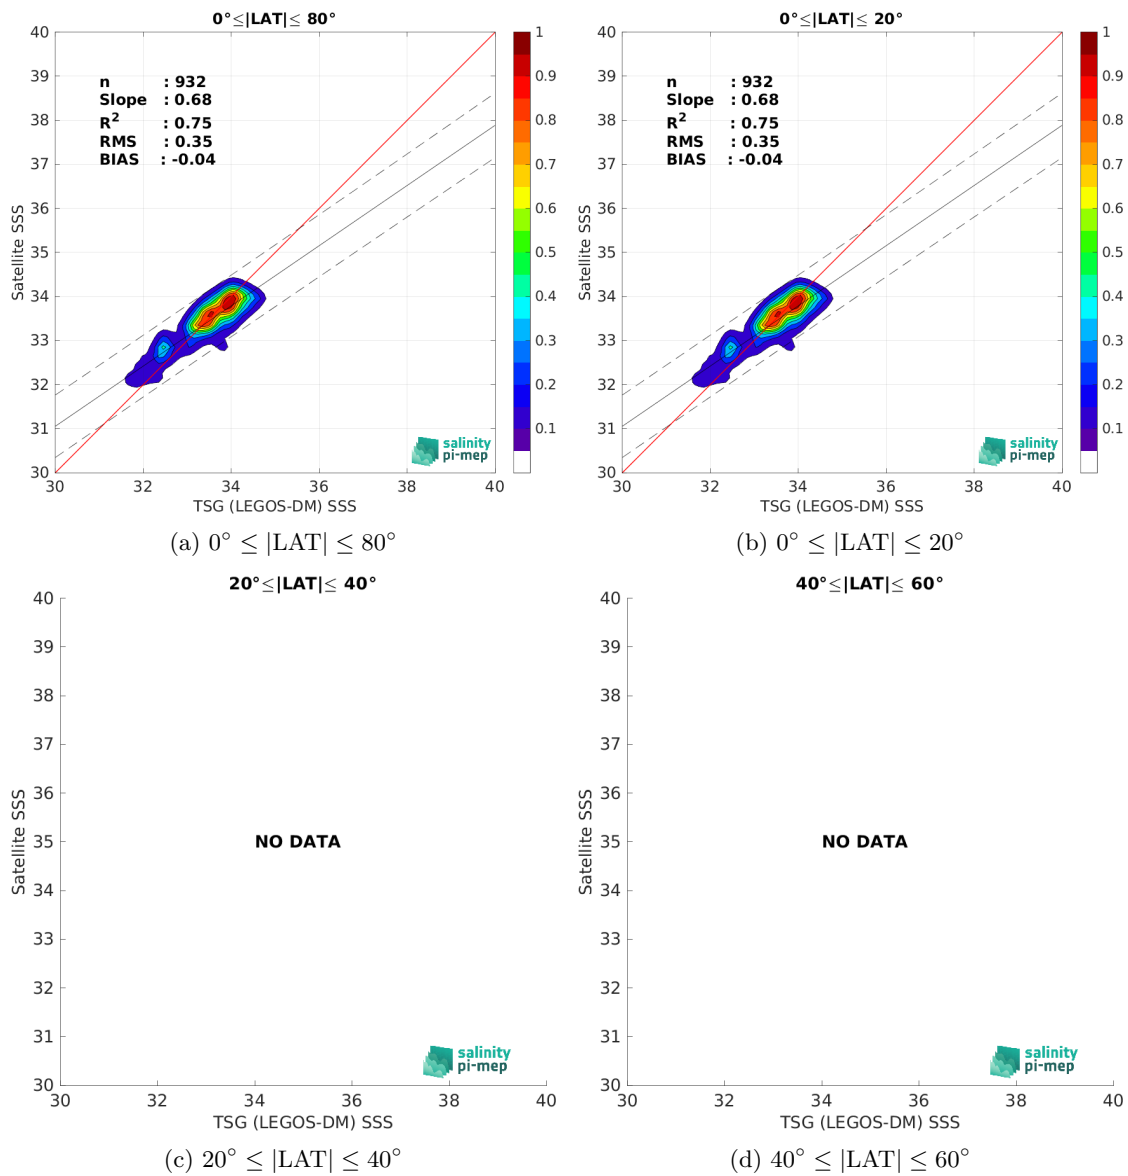 0°≤|LAT|≤ 80°
40
39
38
37
36
35
34
33
32
31
30
n : 932
Slope : 0.68
R² : 0.75
RMS : 0.35
BIAS : -0.04
Satellite SSS
30 32 34 36 38 40
TSG (LEGOS-DM) SSS
salinity
pi-mep
1
0.9
0.8
0.7
0.6
0.5
0.4
0.3
0.2
0.1
(a) 0° ≤ |LAT| ≤ 80°
0°≤|LAT|≤ 20°
40
39
38
37
36
35
34
33
32
31
30
n : 932
Slope : 0.68
R² : 0.75
RMS : 0.35
BIAS : -0.04
Satellite SSS
30 32 34 36 38 40
TSG (LEGOS-DM) SSS
salinity
pi-mep
1
0.9
0.8
0.7
0.6
0.5
0.4
0.3
0.2
0.1
(b) 0° ≤ |LAT| ≤ 20°
20°≤|LAT|≤ 40°
40
39
38
37
36
35
34
33
32
31
30
Satellite SSS
NO DATA
salinity
pi-mep
30 32 34 36 38 40
TSG (LEGOS-DM) SSS
(c) 20° ≤ |LAT| ≤ 40°
40°≤|LAT|≤ 60°
40
39
38
37
36
35
34
33
32
31
30
Satellite SSS
NO DATA
salinity
pi-mep
30 32 34 36 38 40
TSG (LEGOS-DM) SSS
(d) 40° ≤ |LAT| ≤ 60°